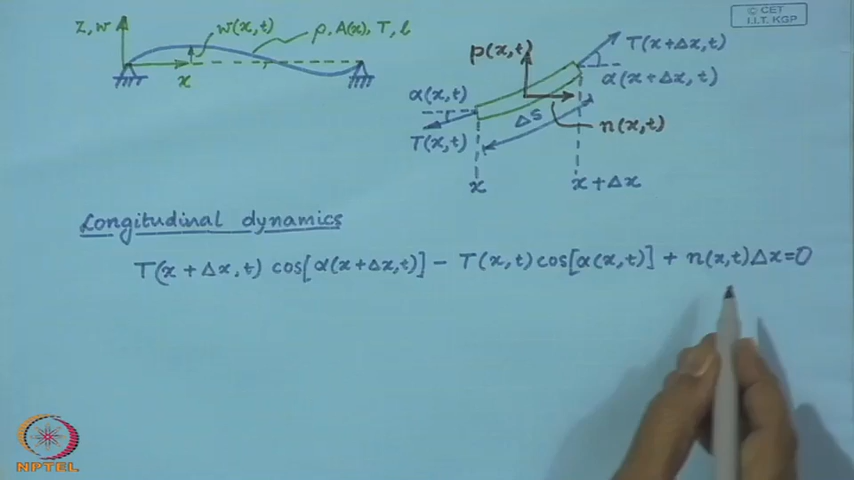 © CET
I.I.T. KGP
z, w
w(x,t)
ρ, A(x), T, l
x
p(x,t)
T(x+Δx,t)
α(x+Δx,t)
α(x,t)
T(x,t)
Δs
n(x,t)
x
x+Δx
Longitudinal dynamics
T(x+Δx,t) cos[α(x+Δx,t)] − T(x,t) cos[α(x,t)] + n(x,t)Δx=0
NPTEL